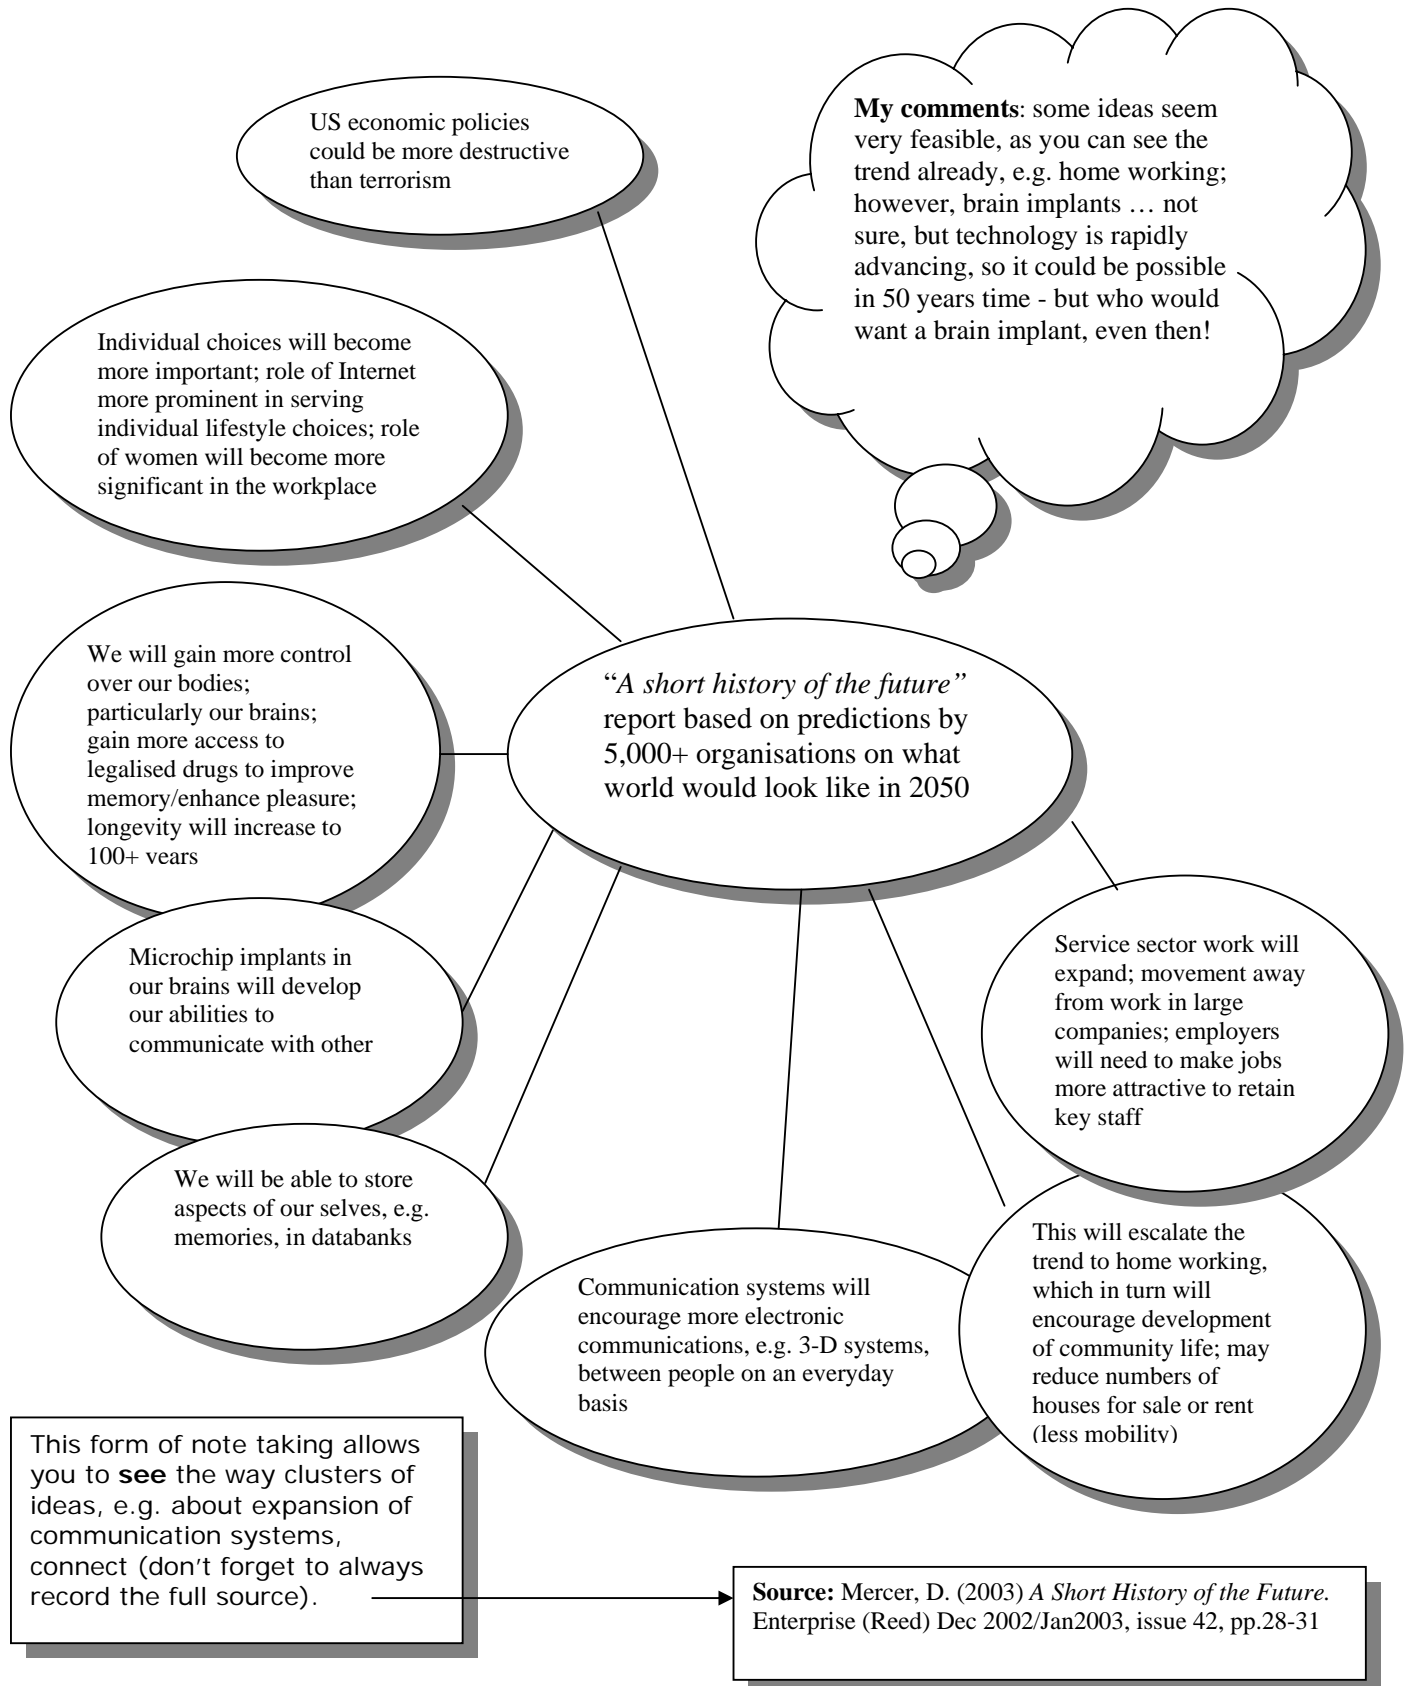 US economic policies
could be more destructive
than terrorism
My comments: some ideas seem
very feasible, as you can see the
trend already, e.g. home working;
however, brain implants … not
sure, but technology is rapidly
advancing, so it could be possible
in 50 years time - but who would
want a brain implant, even then!
Individual choices will become
more important; role of Internet
more prominent in serving
individual lifestyle choices; role
of women will become more
significant in the workplace
We will gain more control
over our bodies;
particularly our brains;
gain more access to
legalised drugs to improve
memory/enhance pleasure;
longevity will increase to
100+ years
“A short history of the future”
report based on predictions by
5,000+ organisations on what
world would look like in 2050
Microchip implants in
our brains will develop
our abilities to
communicate with other
Service sector work will
expand; movement away
from work in large
companies; employers
will need to make jobs
more attractive to retain
key staff
We will be able to store
aspects of our selves, e.g.
memories, in databanks
Communication systems will
encourage more electronic
communications, e.g. 3-D systems,
between people on an everyday
basis
This will escalate the
trend to home working,
which in turn will
encourage development
of community life; may
reduce numbers of
houses for sale or rent
(less mobility)
This form of note taking allows
you to see the way clusters of
ideas, e.g. about expansion of
communication systems,
connect (don’t forget to always
record the full source).
Source: Mercer, D. (2003) A Short History of the Future.
Enterprise (Reed) Dec 2002/Jan2003, issue 42, pp.28-31